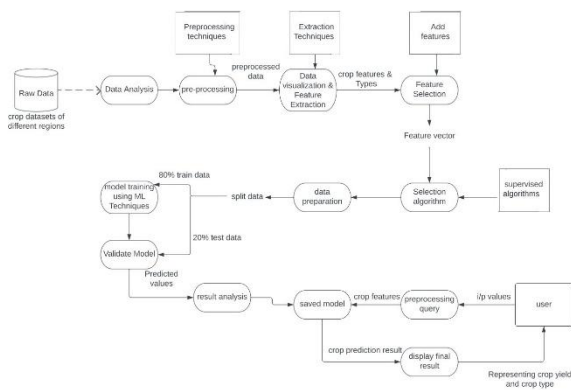 Preprocessing
techniques
Extraction
Techniques
Add
features
Raw Data
crop datasets of
different regions
Data Analysis
pre-processing
preprocessed
data
Data
visualization &
Feature
Extraction
crop features &
Types
Feature
Selection
Feature vector
supervised
algorithms
Selection
algorithm
data
preparation
split data
80% train data
20% test data
model training
using ML
Techniques
Validate Model
Predicted
values
result analysis
saved model
crop features
preprocessing
query
i/p values
user
crop prediction result
display final
result
Representing crop yield
and crop type